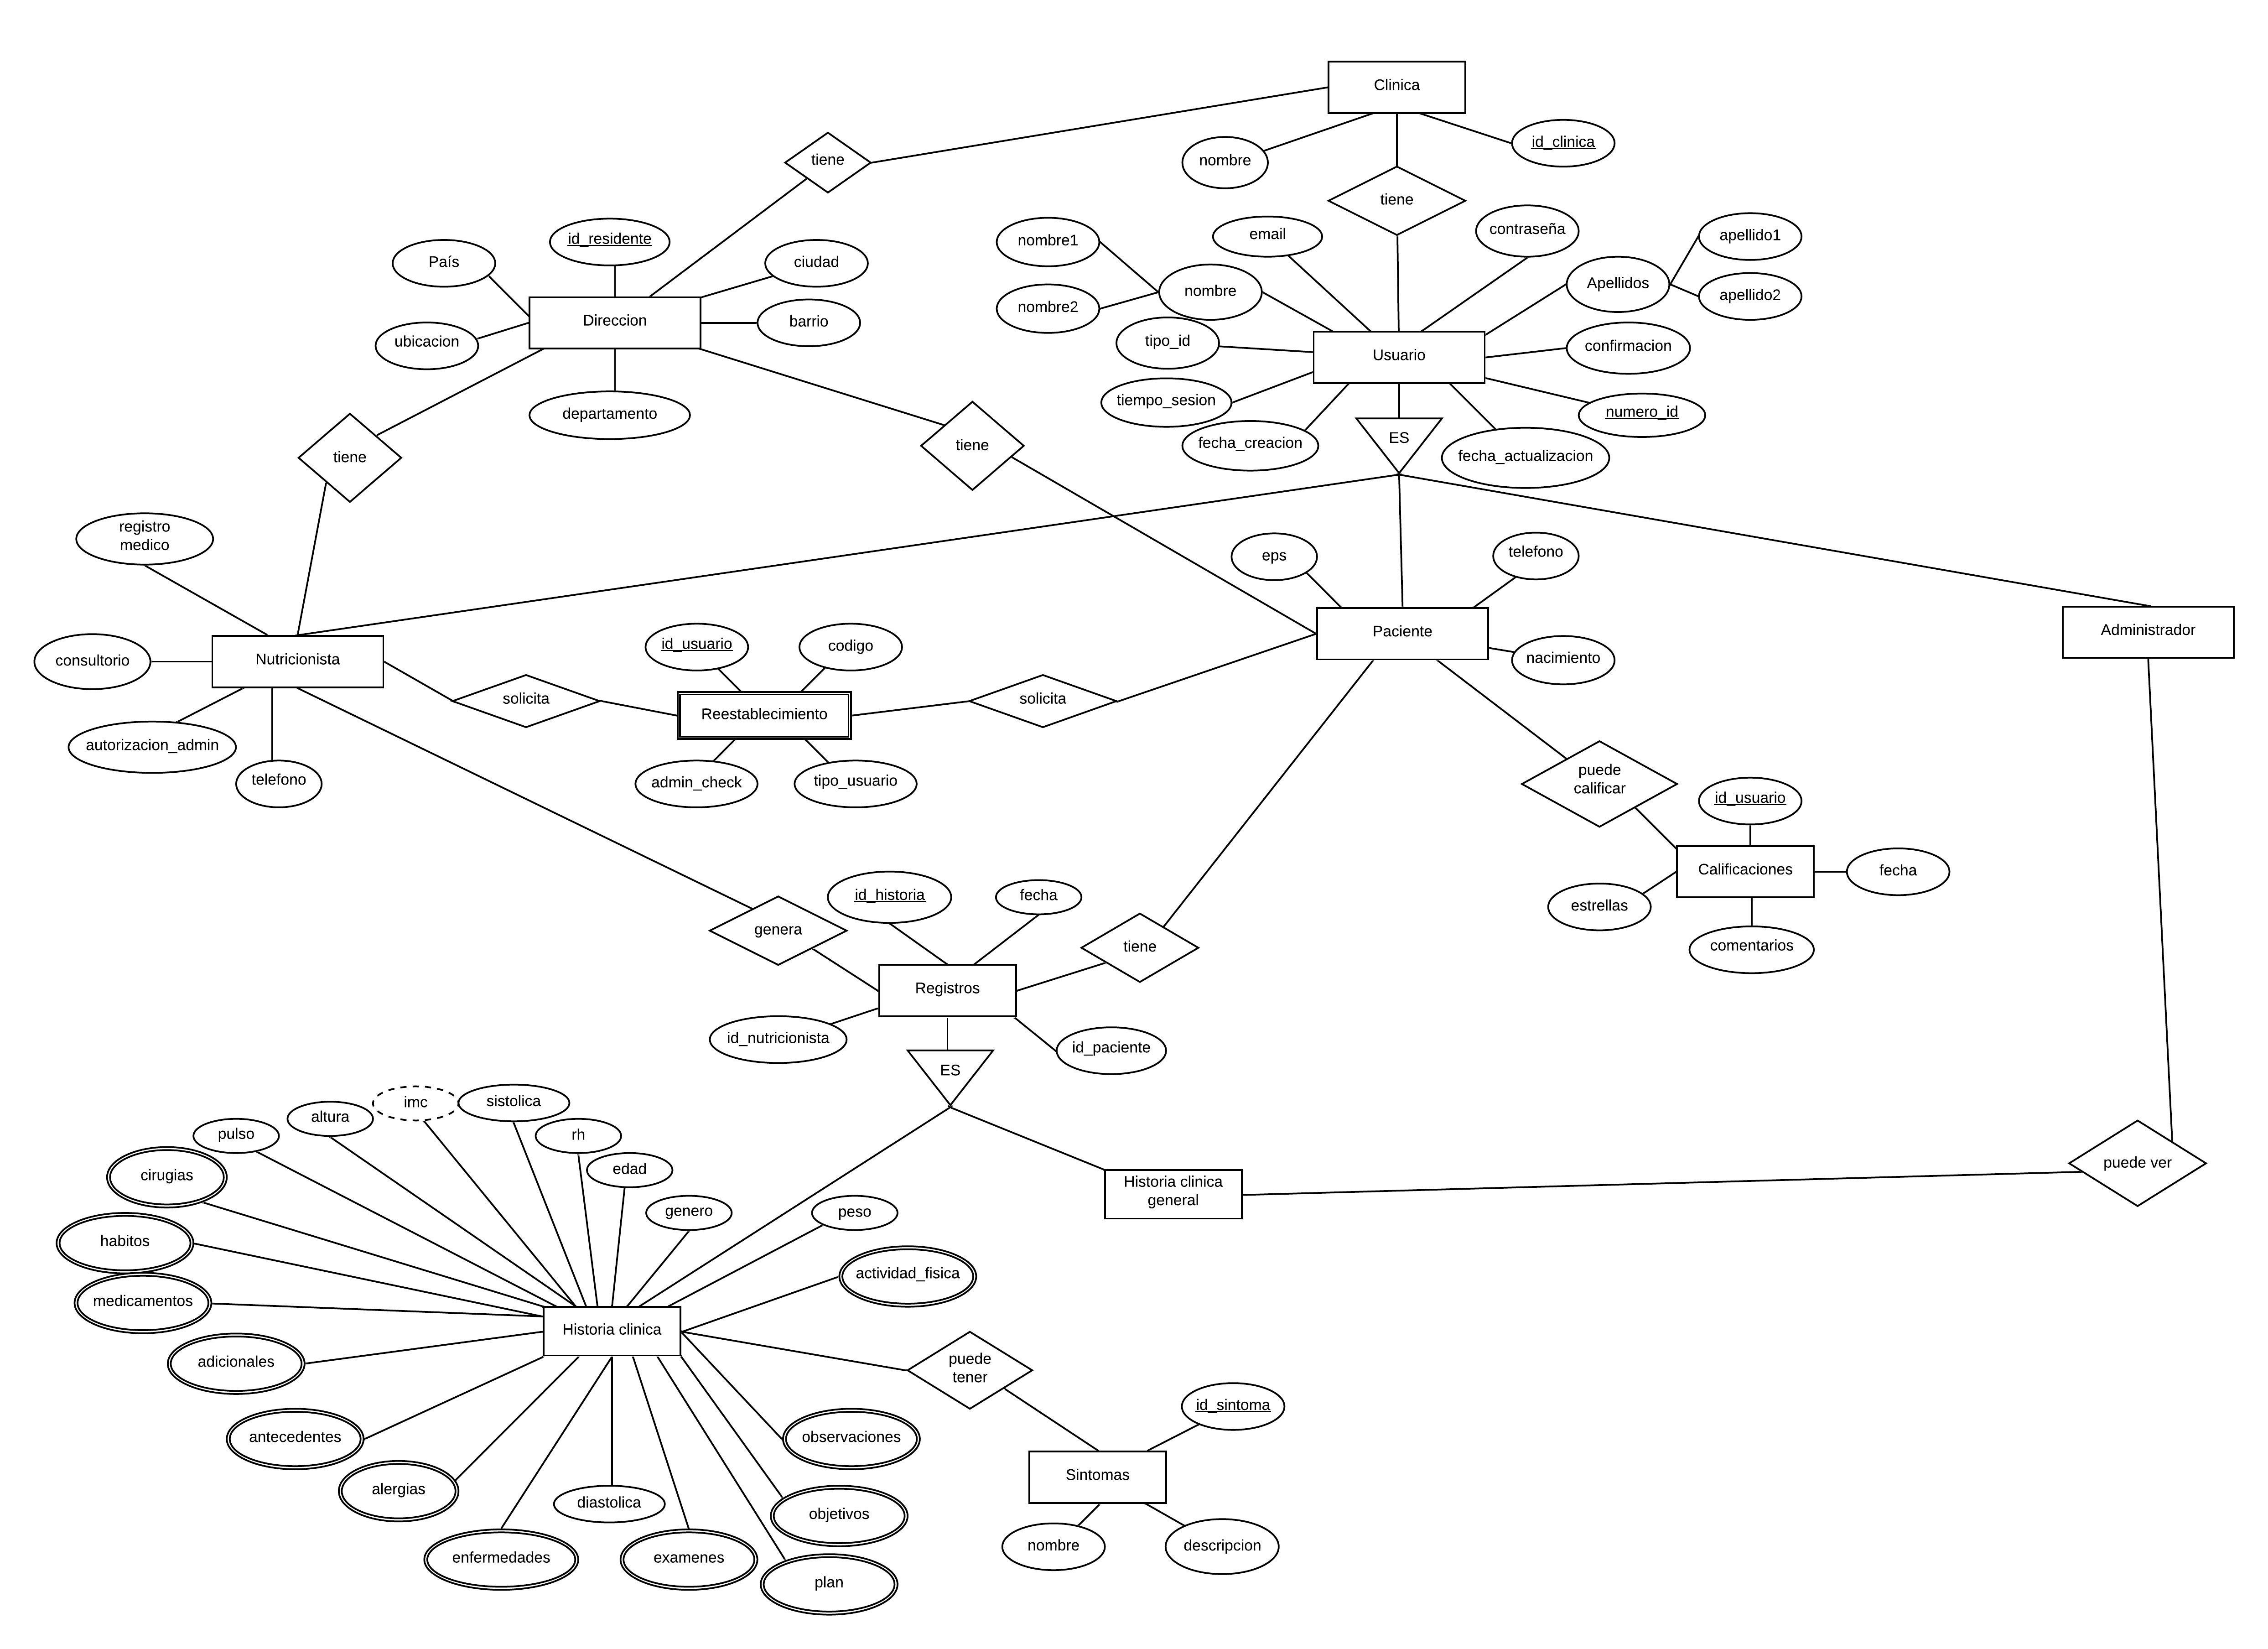 Clinica
id_clinica
nombre
tiene
tiene
id_residente
País
ciudad
Direccion
barrio
ubicacion
departamento
nombre1
email
contraseña
apellido1
nombre
Apellidos
nombre2
apellido2
tipo_id
confirmacion
Usuario
tiempo_sesion
numero_id
fecha_creacion
ES
fecha_actualizacion
tiene
tiene
registro
medico
eps
telefono
Paciente
nacimiento
Administrador
consultorio
Nutricionista
id_usuario
codigo
solicita
Reestablecimiento
solicita
autorizacion_admin
telefono
admin_check
tipo_usuario
puede
calificar
id_usuario
Calificaciones
fecha
estrellas
comentarios
genera
id_historia
fecha
tiene
Registros
id_nutricionista
id_paciente
ES
imc
sistolica
altura
pulso
rh
cirugias
edad
genero
peso
Historia clinica
general
puede ver
habitos
actividad_fisica
medicamentos
Historia clinica
adicionales
puede
tener
antecedentes
observaciones
id_sintoma
alergias
diastolica
objetivos
Sintomas
enfermedades
examenes
plan
nombre
descripcion